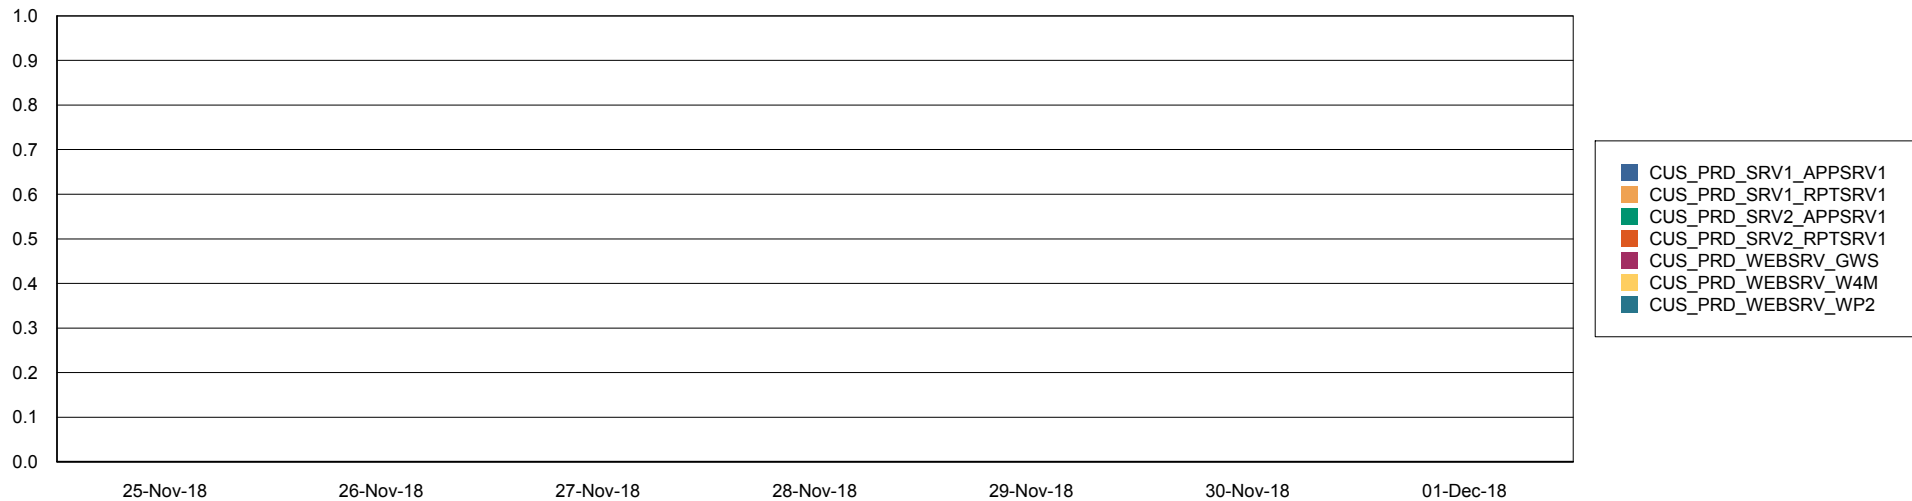 1.0
0.9
0.8
0.7
0.6
0.5
0.4
0.3
0.2
0.1
0.0
25-Nov-18 26-Nov-18 27-Nov-18 28-Nov-18 29-Nov-18 30-Nov-18 01-Dec-18
CUS_PRD_SRV1_APPSRV1
CUS_PRD_SRV1_RPTSRV1
CUS_PRD_SRV2_APPSRV1
CUS_PRD_SRV2_RPTSRV1
CUS_PRD_WEBSRV_GWS
CUS_PRD_WEBSRV_W4M
CUS_PRD_WEBSRV_WP2